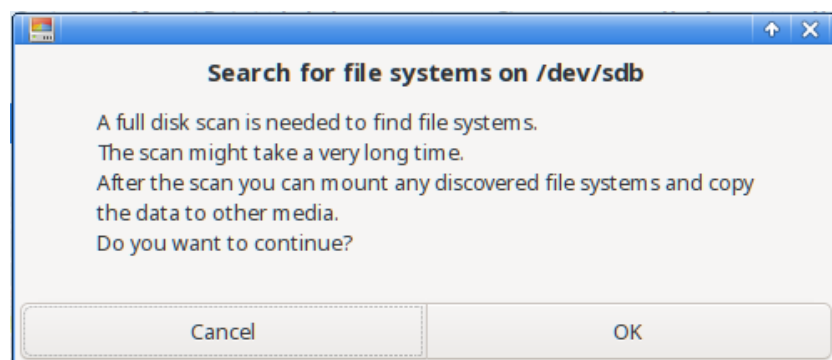 Search for file systems on /dev/sdb
A full disk scan is needed to find file systems.
The scan might take a very long time.
After the scan you can mount any discovered file systems and copy
the data to other media.
Do you want to continue?
Cancel OK